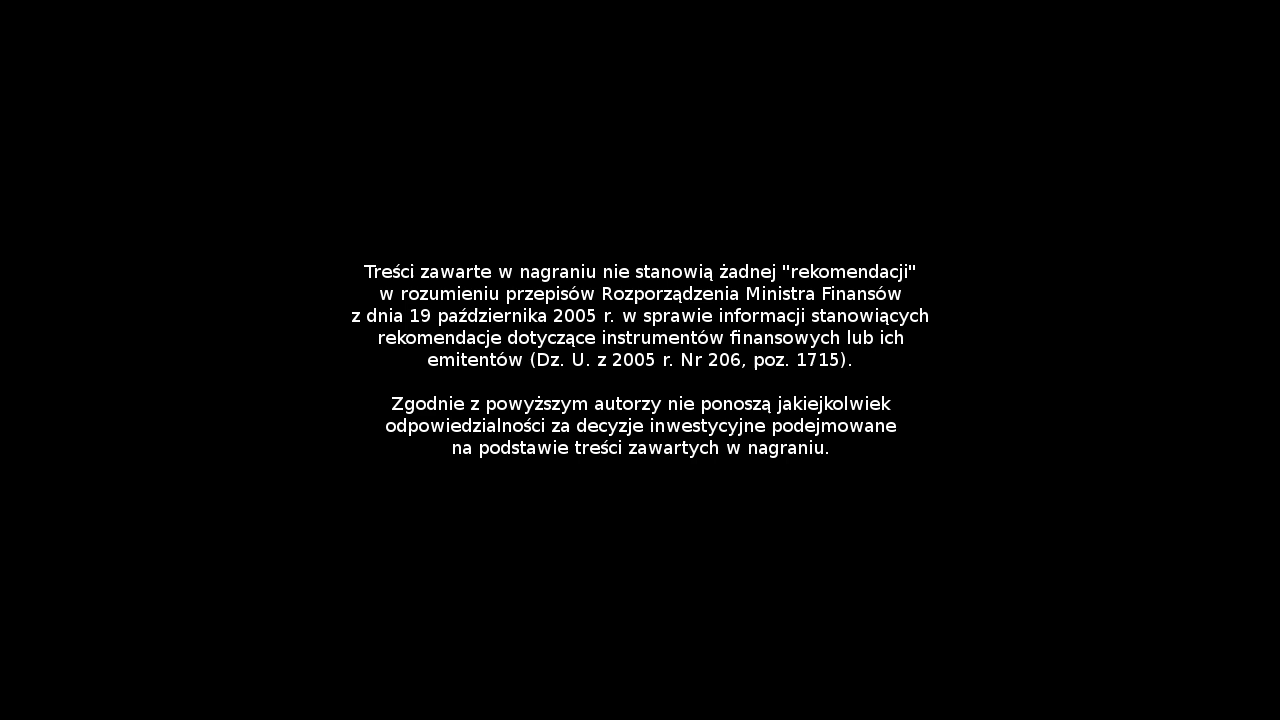 Treści zawarte w nagraniu nie stanowią żadnej "rekomendacji"
w rozumieniu przepisów Rozporządzenia Ministra Finansów
z dnia 19 października 2005 r. w sprawie informacji stanowiących
rekomendacje dotyczące instrumentów finansowych lub ich
emitentów (Dz. U. z 2005 r. Nr 206, poz. 1715).
Zgodnie z powyższym autorzy nie ponoszą jakiejkolwiek
odpowiedzialności za decyzje inwestycyjne podejmowane
na podstawie treści zawartych w nagraniu.